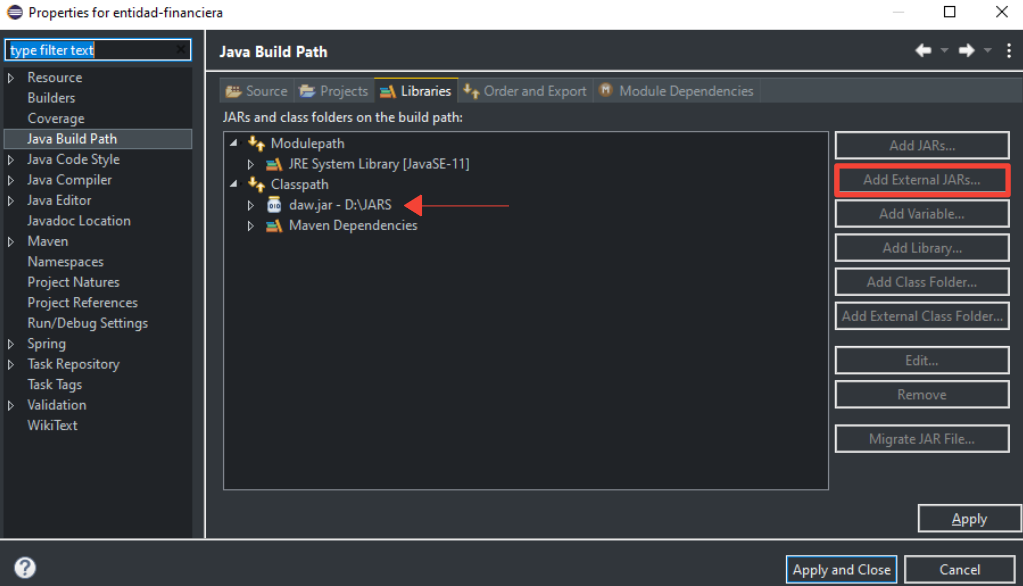 Properties for entidad-financiera
type filter text
Resource
Builders
Coverage
Java Build Path
Java Code Style
Java Compiler
Java Editor
Javadoc Location
Maven
Namespaces
Project Natures
Project References
Run/Debug Settings
Spring
Task Repository
Task Tags
Validation
WikiText
Java Build Path
Source Projects Libraries Order and Export Module Dependencies
JARs and class folders on the build path:
Modulepath
JRE System Library [JavaSE-11]
Classpath
daw.jar - D:\JARS
Maven Dependencies
Add JARs...
Add External JARs...
Add Variable...
Add Library...
Add Class Folder...
Add External Class Folder...
Edit...
Remove
Migrate JAR File...
Apply
Apply and Close
Cancel